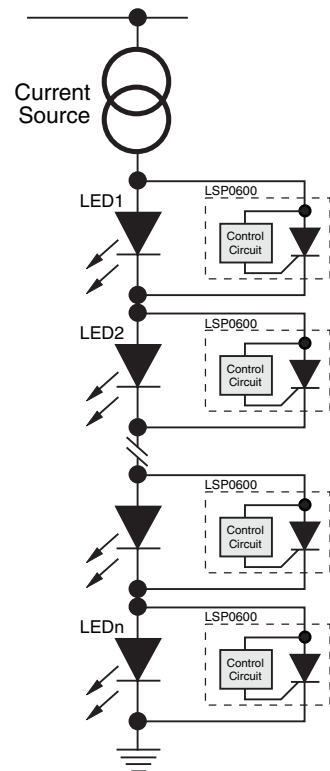 Current
Source
LED1
LSP0600
Control
Circuit
LED2
LSP0600
Control
Circuit
LSP0600
Control
Circuit
LEDn
LSP0600
Control
Circuit